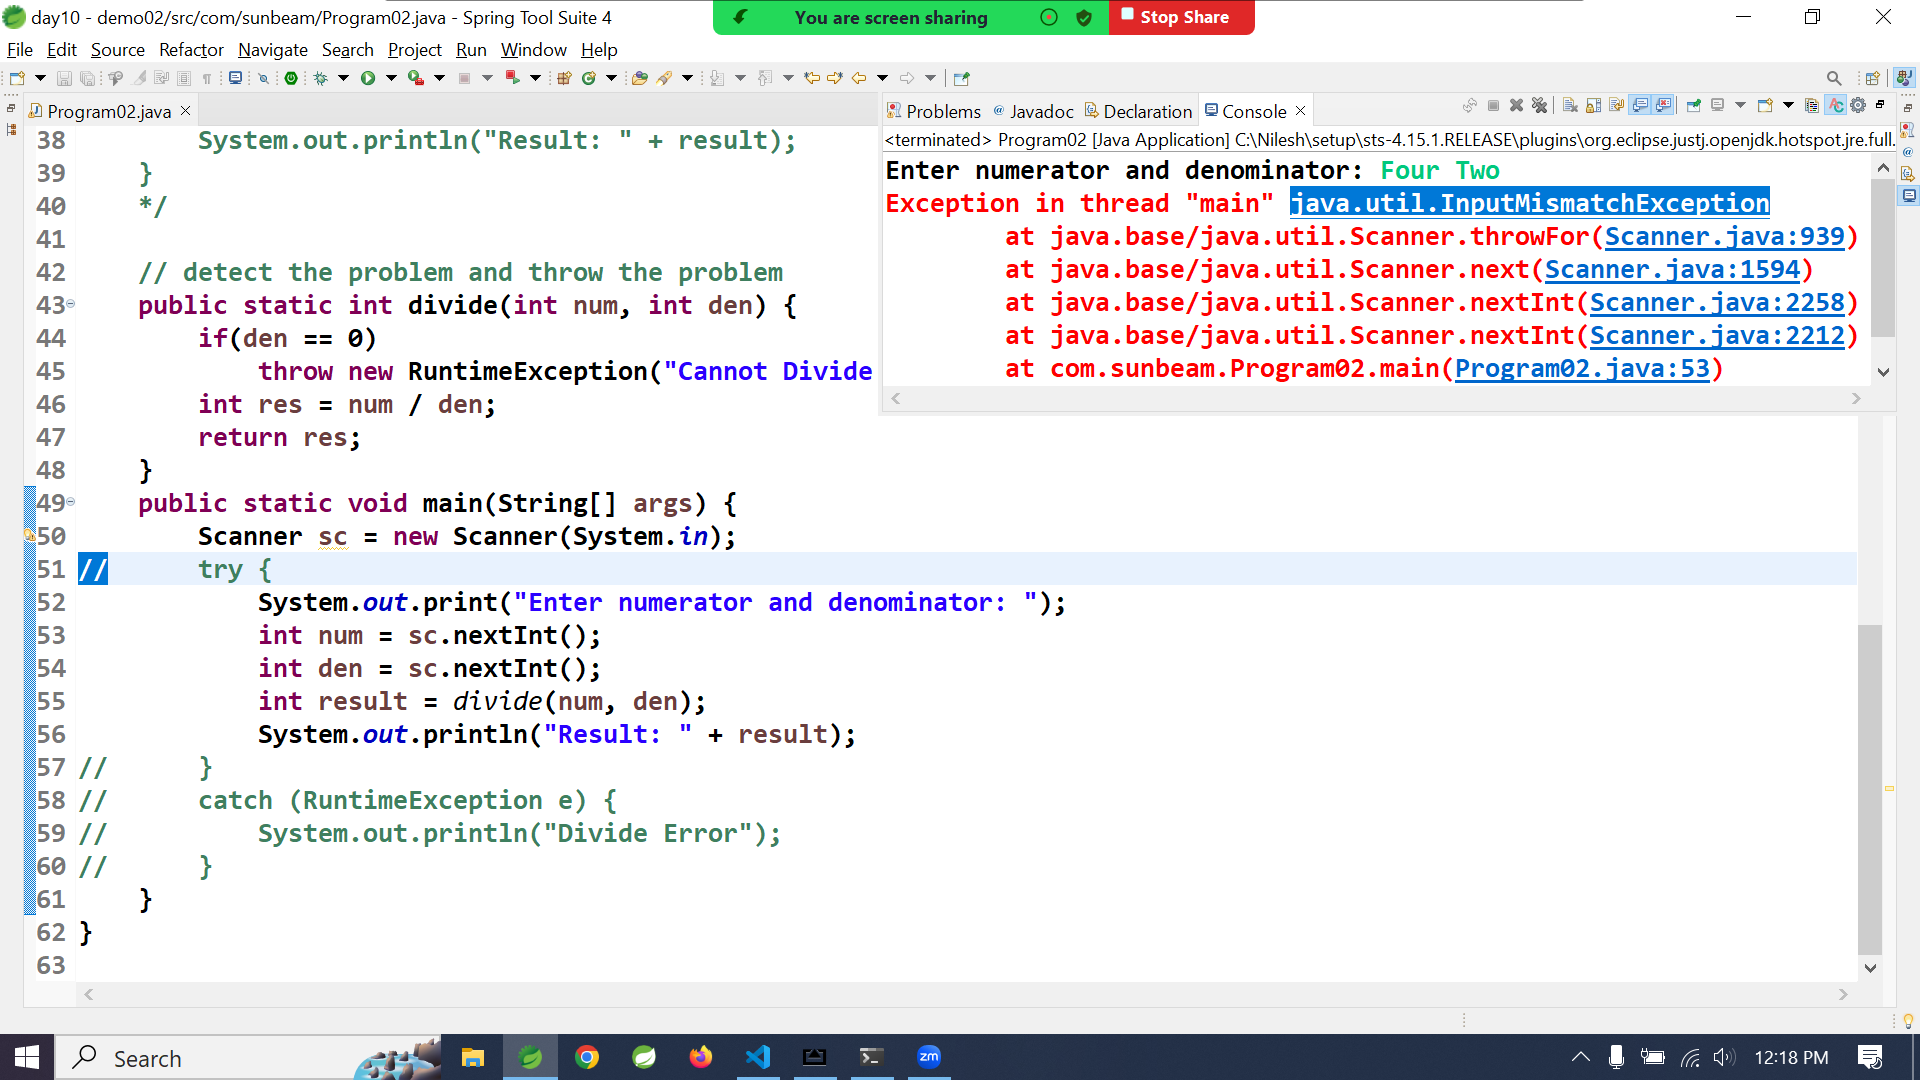 day10 - demo02/src/com/sunbeam/Program02.java - Spring Tool Suite 4
You are screen sharing
Stop Share
File Edit Source Refactor Navigate Search Project Run Window Help
Program02.java
38 System.out.println("Result: " + result);
39 }
40 */
41
42 // detect the problem and throw the problem
43 public static int divide(int num, int den) {
44 if(den == 0)
45 throw new RuntimeException("Cannot Divide
46 int res = num / den;
47 return res;
48 }
49 public static void main(String[] args) {
50 Scanner sc = new Scanner(System.in);
51 // try {
52 System.out.print("Enter numerator and denominator: ");
53 int num = sc.nextInt();
54 int den = sc.nextInt();
55 int result = divide(num, den);
56 System.out.println("Result: " + result);
57 // }
58 // catch (RuntimeException e) {
59 // System.out.println("Divide Error");
60 // }
61 }
62 }
63
Problems @ Javadoc Declaration Console
<terminated> Program02 [Java Application] C:\Nilesh\setup\sts-4.15.1.RELEASE\plugins\org.eclipse.justj.openjdk.hotspot.jre.full.
Enter numerator and denominator: Four Two
Exception in thread "main" java.util.InputMismatchException
at java.base/java.util.Scanner.throwFor(Scanner.java:939)
at java.base/java.util.Scanner.next(Scanner.java:1594)
at java.base/java.util.Scanner.nextInt(Scanner.java:2258)
at java.base/java.util.Scanner.nextInt(Scanner.java:2212)
at com.sunbeam.Program02.main(Program02.java:53)
Search
zm
12:18 PM